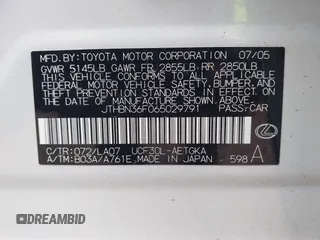 MFD. BY: TOYOTA MOTOR CORPORATION 07/05
GVWR 5145LB GAWR FR 2855LB RR 2850LB
THIS VEHICLE CONFORMS TO ALL APPLICABLE
FEDERAL MOTOR VEHICLE SAFETY, BUMPER, AND
THEFT PREVENTION STANDARDS IN EFFECT ON
THE DATE OF MANUFACTURE SHOWN ABOVE.
JTHBN36F065029791 PASS.CAR
C/TR: 072/LA07 UCF30L-AETGKA
A/TM: B03A/A761E MADE IN JAPAN 598 A
DREAMBID.COM